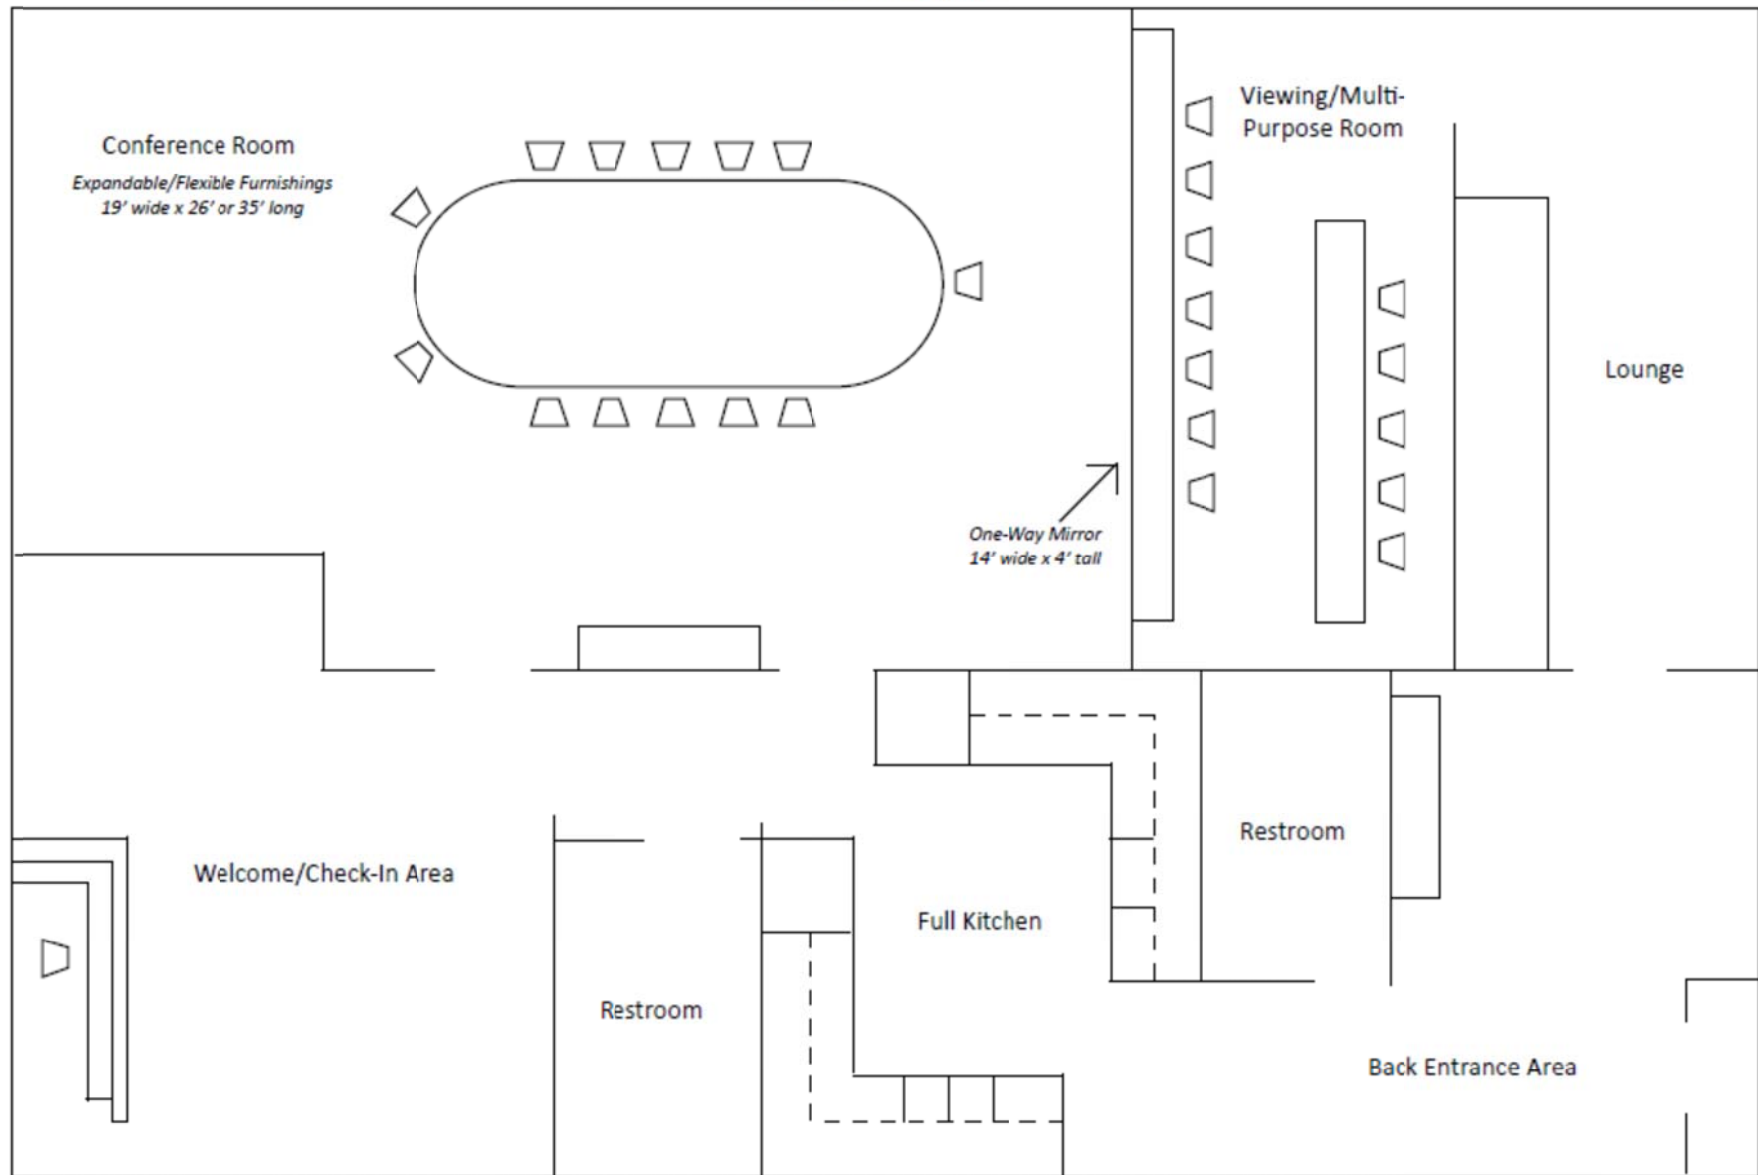 Conference Room
Expandable/Flexible Furnishings
19' wide x 26' or 35' long
Viewing/Multi-
Purpose Room
Lounge
One-Way Mirror
14' wide x 4' tall
Welcome/Check-In Area
Restroom
Full Kitchen
Restroom
Back Entrance Area